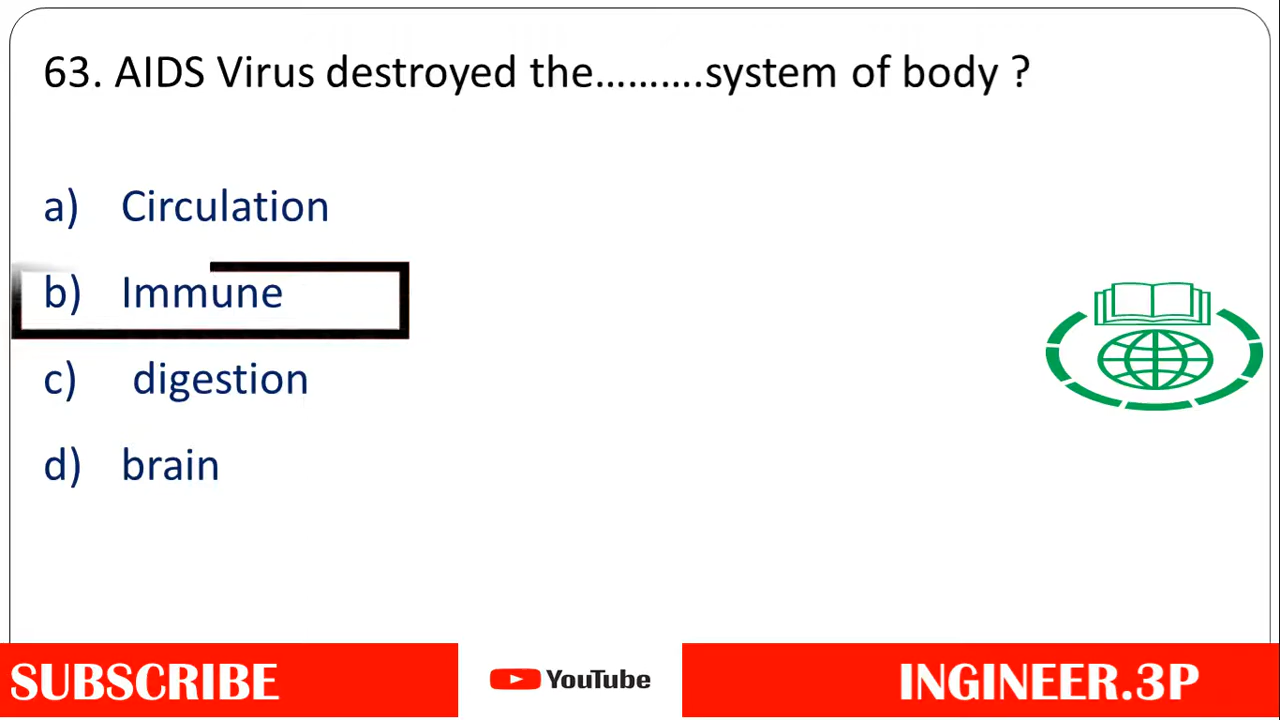 63. AIDS Virus destroyed the……….system of body ?
a) Circulation
b) Immune
c) digestion
d) brain
SUBSCRIBE
YouTube
INGINEER.3P